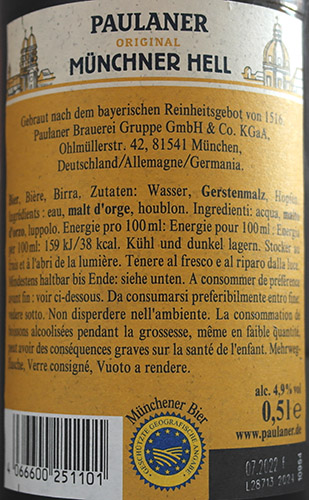 PAULANER
ORIGINAL
MÜNCHNER HELL
Gebraut nach dem bayerischen Reinheitsgebot von 1516.
Paulaner Brauerei Gruppe GmbH & Co. KGaA,
Ohlmüllerstr. 42, 81541 München,
Deutschland/Allemagne/Germania.
Bier, Bière, Birra, Zutaten: Wasser, Gerstenmalz, Hopfen.
Ingrédients : eau, malt d'orge, houblon. Ingredienti: acqua, malto
d'orzo, luppolo. Energie pro 100 ml: Energie pour 100 ml: Energia
per 100 ml: 159 kJ/38 kcal. Kühl und dunkel lagern. Stocker au
frais et à l'abri de la lumière. Tenere al fresco e al riparo dalla luce.
Mindestens haltbar bis Ende: siehe unten. A consommer de préférence
avant fin : voir ci-dessous. Da consumarsi preferibilmente entro fine:
vedere sotto. Non disperdere nell'ambiente. La consommation de
boissons alcoolisées pendant la grossesse, même en faible quantité,
peut avoir des conséquences graves sur la santé de l'enfant. Mehrweg-
flasche, Verre consigné, Vuoto a rendere.
alc. 4,9% vol
0,5l e
www.paulaner.de
Münchener Bier
GESCHÜTZTE GEOGRAFISCHE ANGABE
4 066600 251101
07.2022
L28713 2024